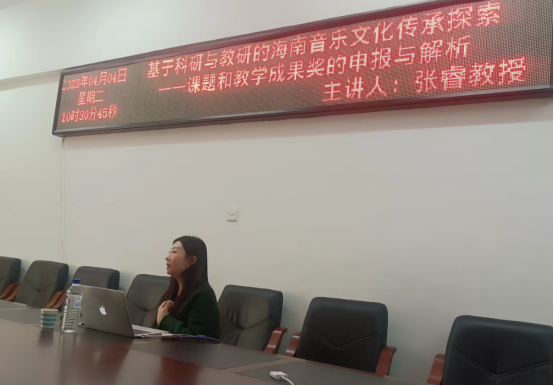 2023年04月04日
星期二
10时30分45秒
基于科研与教研的海南音乐文化传承探索
——课题和教学成果奖的申报与解析
主讲人：张睿教授